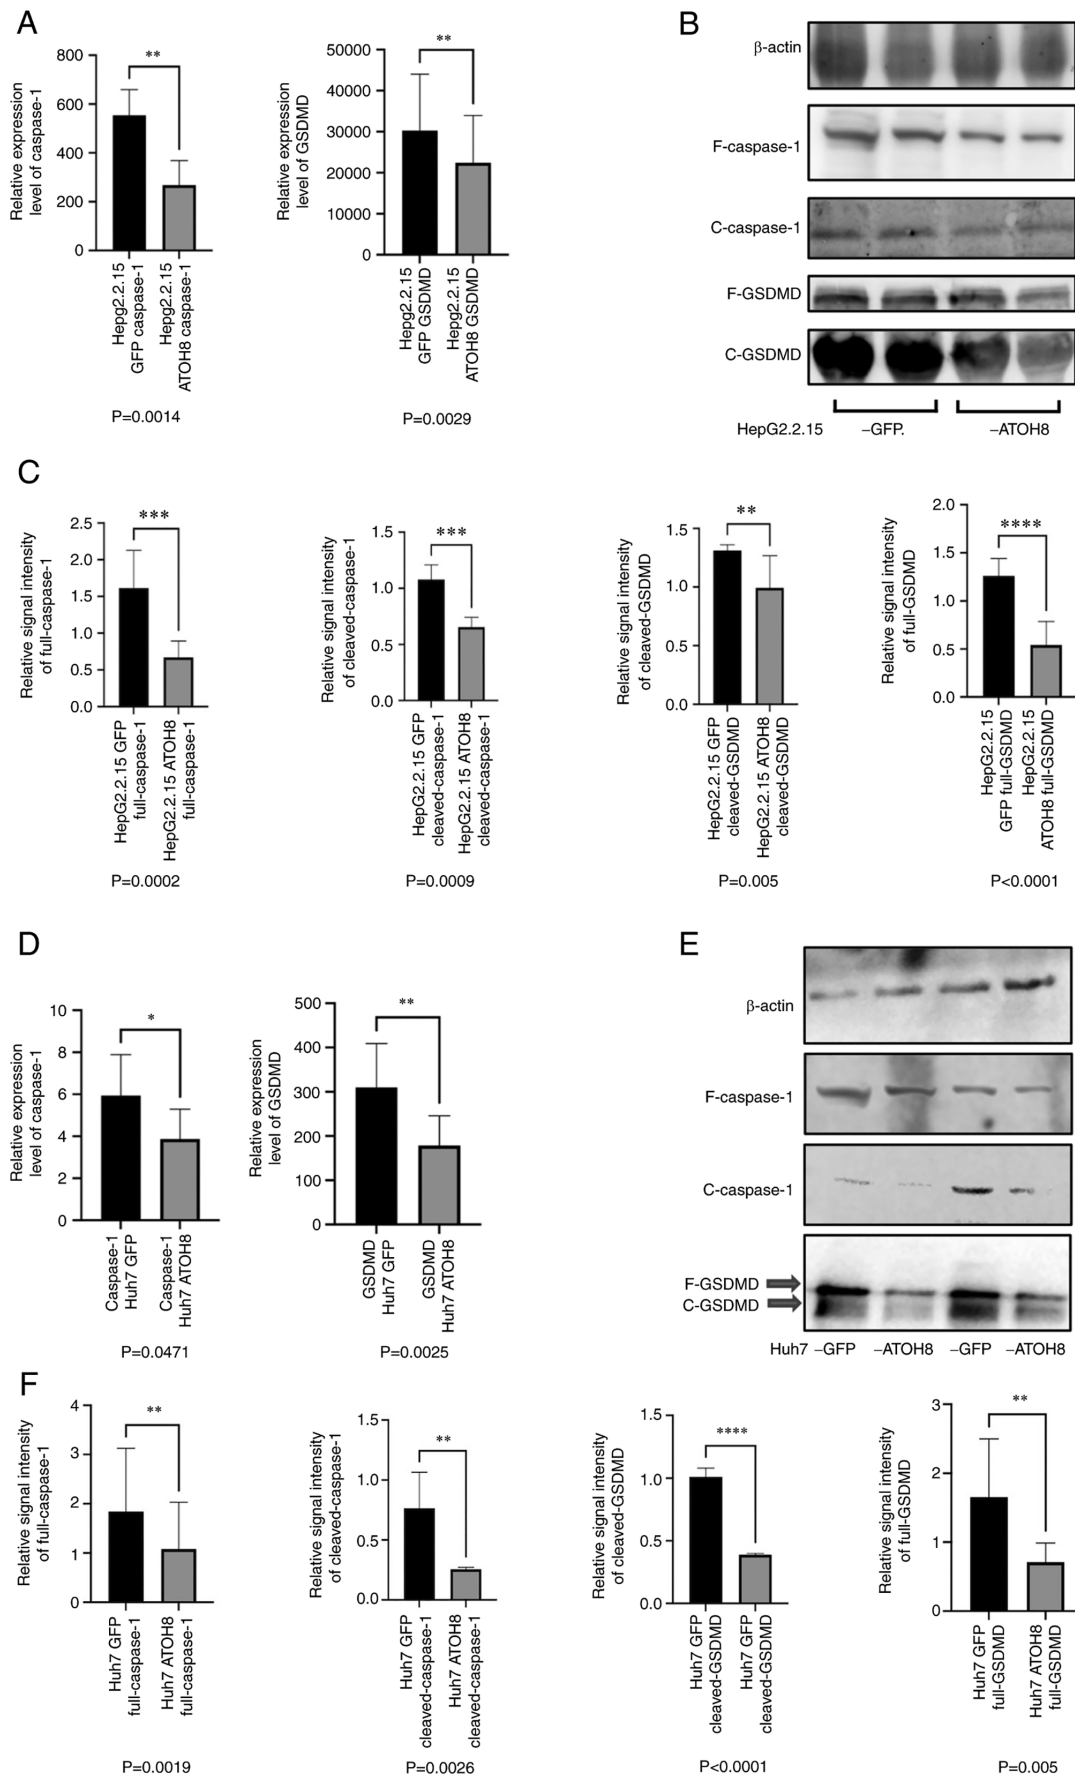 A
Relative expression
level of caspase-1
800
600
400
200
0
**
Hepg2.2.15
GFP caspase-1
Hepg2.2.15
ATOH8 caspase-1
P=0.0014
Relative expression
level of GSDMD
50000
40000
30000
20000
10000
0
**
Hepg2.2.15
GFP GSDMD
Hepg2.2.15
ATOH8 GSDMD
P=0.0029
B
β-actin
F-caspase-1
C-caspase-1
F-GSDMD
C-GSDMD
HepG2.2.15 –GFP. –ATOH8
C
Relative signal intensity
of full-caspase-1
2.5
2.0
1.5
1.0
0.5
0.0
***
HepG2.2.15 GFP
full-caspase-1
HepG2.2.15 ATOH8
full-caspase-1
P=0.0002
Relative signal intensity
of cleaved-caspase-1
1.5
1.0
0.5
0.0
***
HepG2.2.15 GFP
cleaved-caspase-1
HepG2.2.15 ATOH8
cleaved-caspase-1
P=0.0009
Relative signal intensity
of cleaved-GSDMD
1.5
1.0
0.5
0.0
**
HepG2.2.15 GFP
cleaved-GSDMD
HepG2.2.15 ATOH8
cleaved-GSDMD
P=0.005
Relative signal intensity
of full-GSDMD
2.0
1.5
1.0
0.5
0.0
****
HepG2.2.15
GFP full-GSDMD
HepG2.2.15
ATOH8 full-GSDMD
P<0.0001
D
Relative expression
level of caspase-1
10
8
6
4
2
0
*
Caspase-1
Huh7 GFP
Caspase-1
Huh7 ATOH8
P=0.0471
Relative expression
level of GSDMD
500
400
300
200
100
0
**
GSDMD
Huh7 GFP
GSDMD
Huh7 ATOH8
P=0.0025
E
β-actin
F-caspase-1
C-caspase-1
F-GSDMD
C-GSDMD
Huh7 –GFP –ATOH8 –GFP –ATOH8
F
Relative signal intensity
of full-caspase-1
4
3
2
1
0
**
Huh7 GFP
full-caspase-1
Huh7 ATOH8
full-caspase-1
P=0.0019
Relative signal intensity
of cleaved-caspase-1
1.5
1.0
0.5
0.0
**
Huh7 GFP
cleaved-caspase-1
Huh7 ATOH8
cleaved-caspase-1
P=0.0026
Relative signal intensity
of cleaved-GSDMD
1.5
1.0
0.5
0.0
****
Huh7 GFP
cleaved-GSDMD
Huh7 GFP
cleaved-GSDMD
P<0.0001
Relative signal intensity
of full-GSDMD
3
2
1
0
**
Huh7 GFP
full-GSDMD
Huh7 ATOH8
full-GSDMD
P=0.005